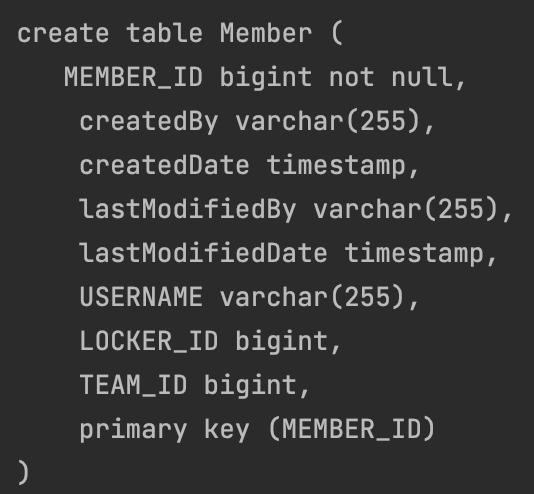 create table Member (
MEMBER_ID bigint not null,
createdBy varchar(255),
createdDate timestamp,
lastModifiedBy varchar(255),
lastModifiedDate timestamp,
USERNAME varchar(255),
LOCKER_ID bigint,
TEAM_ID bigint,
primary key (MEMBER_ID)
)